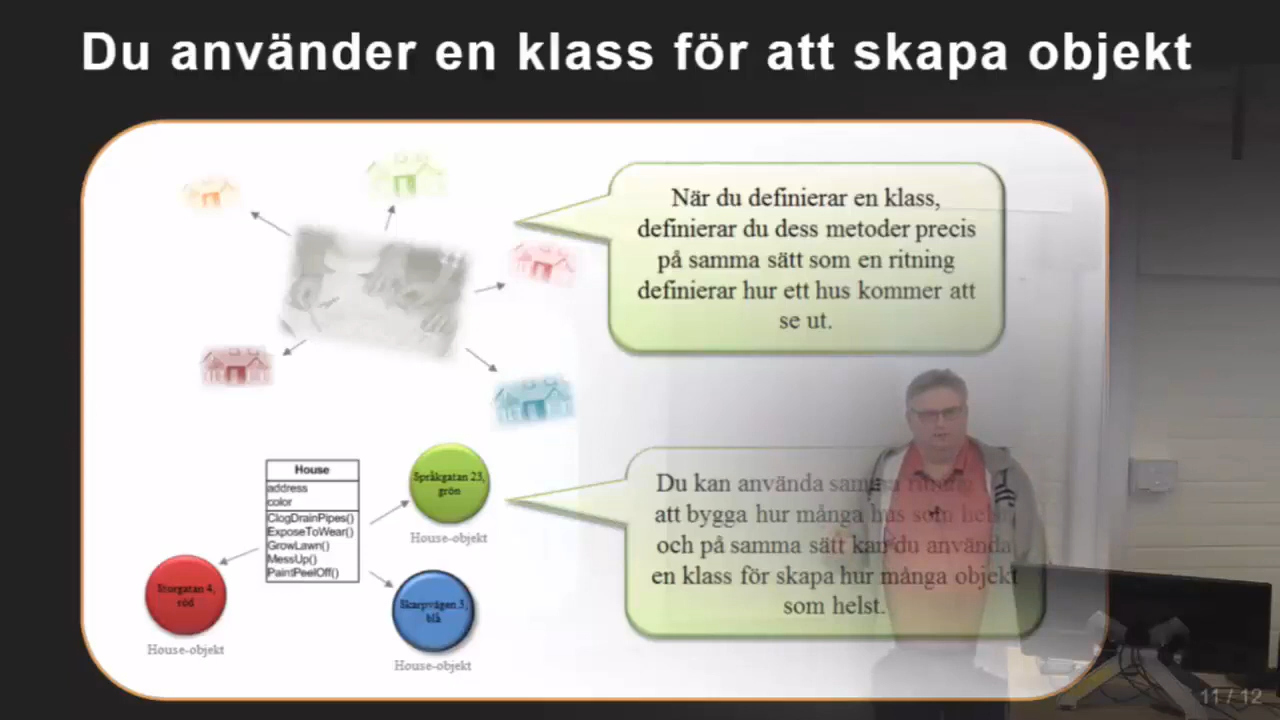 Du använder en klass för att skapa objekt
När du definierar en klass,
definierar du dess metoder precis
på samma sätt som en ritning
definierar hur ett hus kommer att
se ut.
Du kan använda samma ritning
att bygga hur många hus som helst
och på samma sätt kan du använda
en klass för skapa hur många objekt
som helst.
House
address
color
ClogDrainPipes()
ExposeToWear()
GrowLawn()
MessUp()
PaintPeelOff()
Språkgatan 23,
grön
House-objekt
Storgatan 4,
röd
House-objekt
Skarpvägen 3,
blå
House-objekt
11 / 12